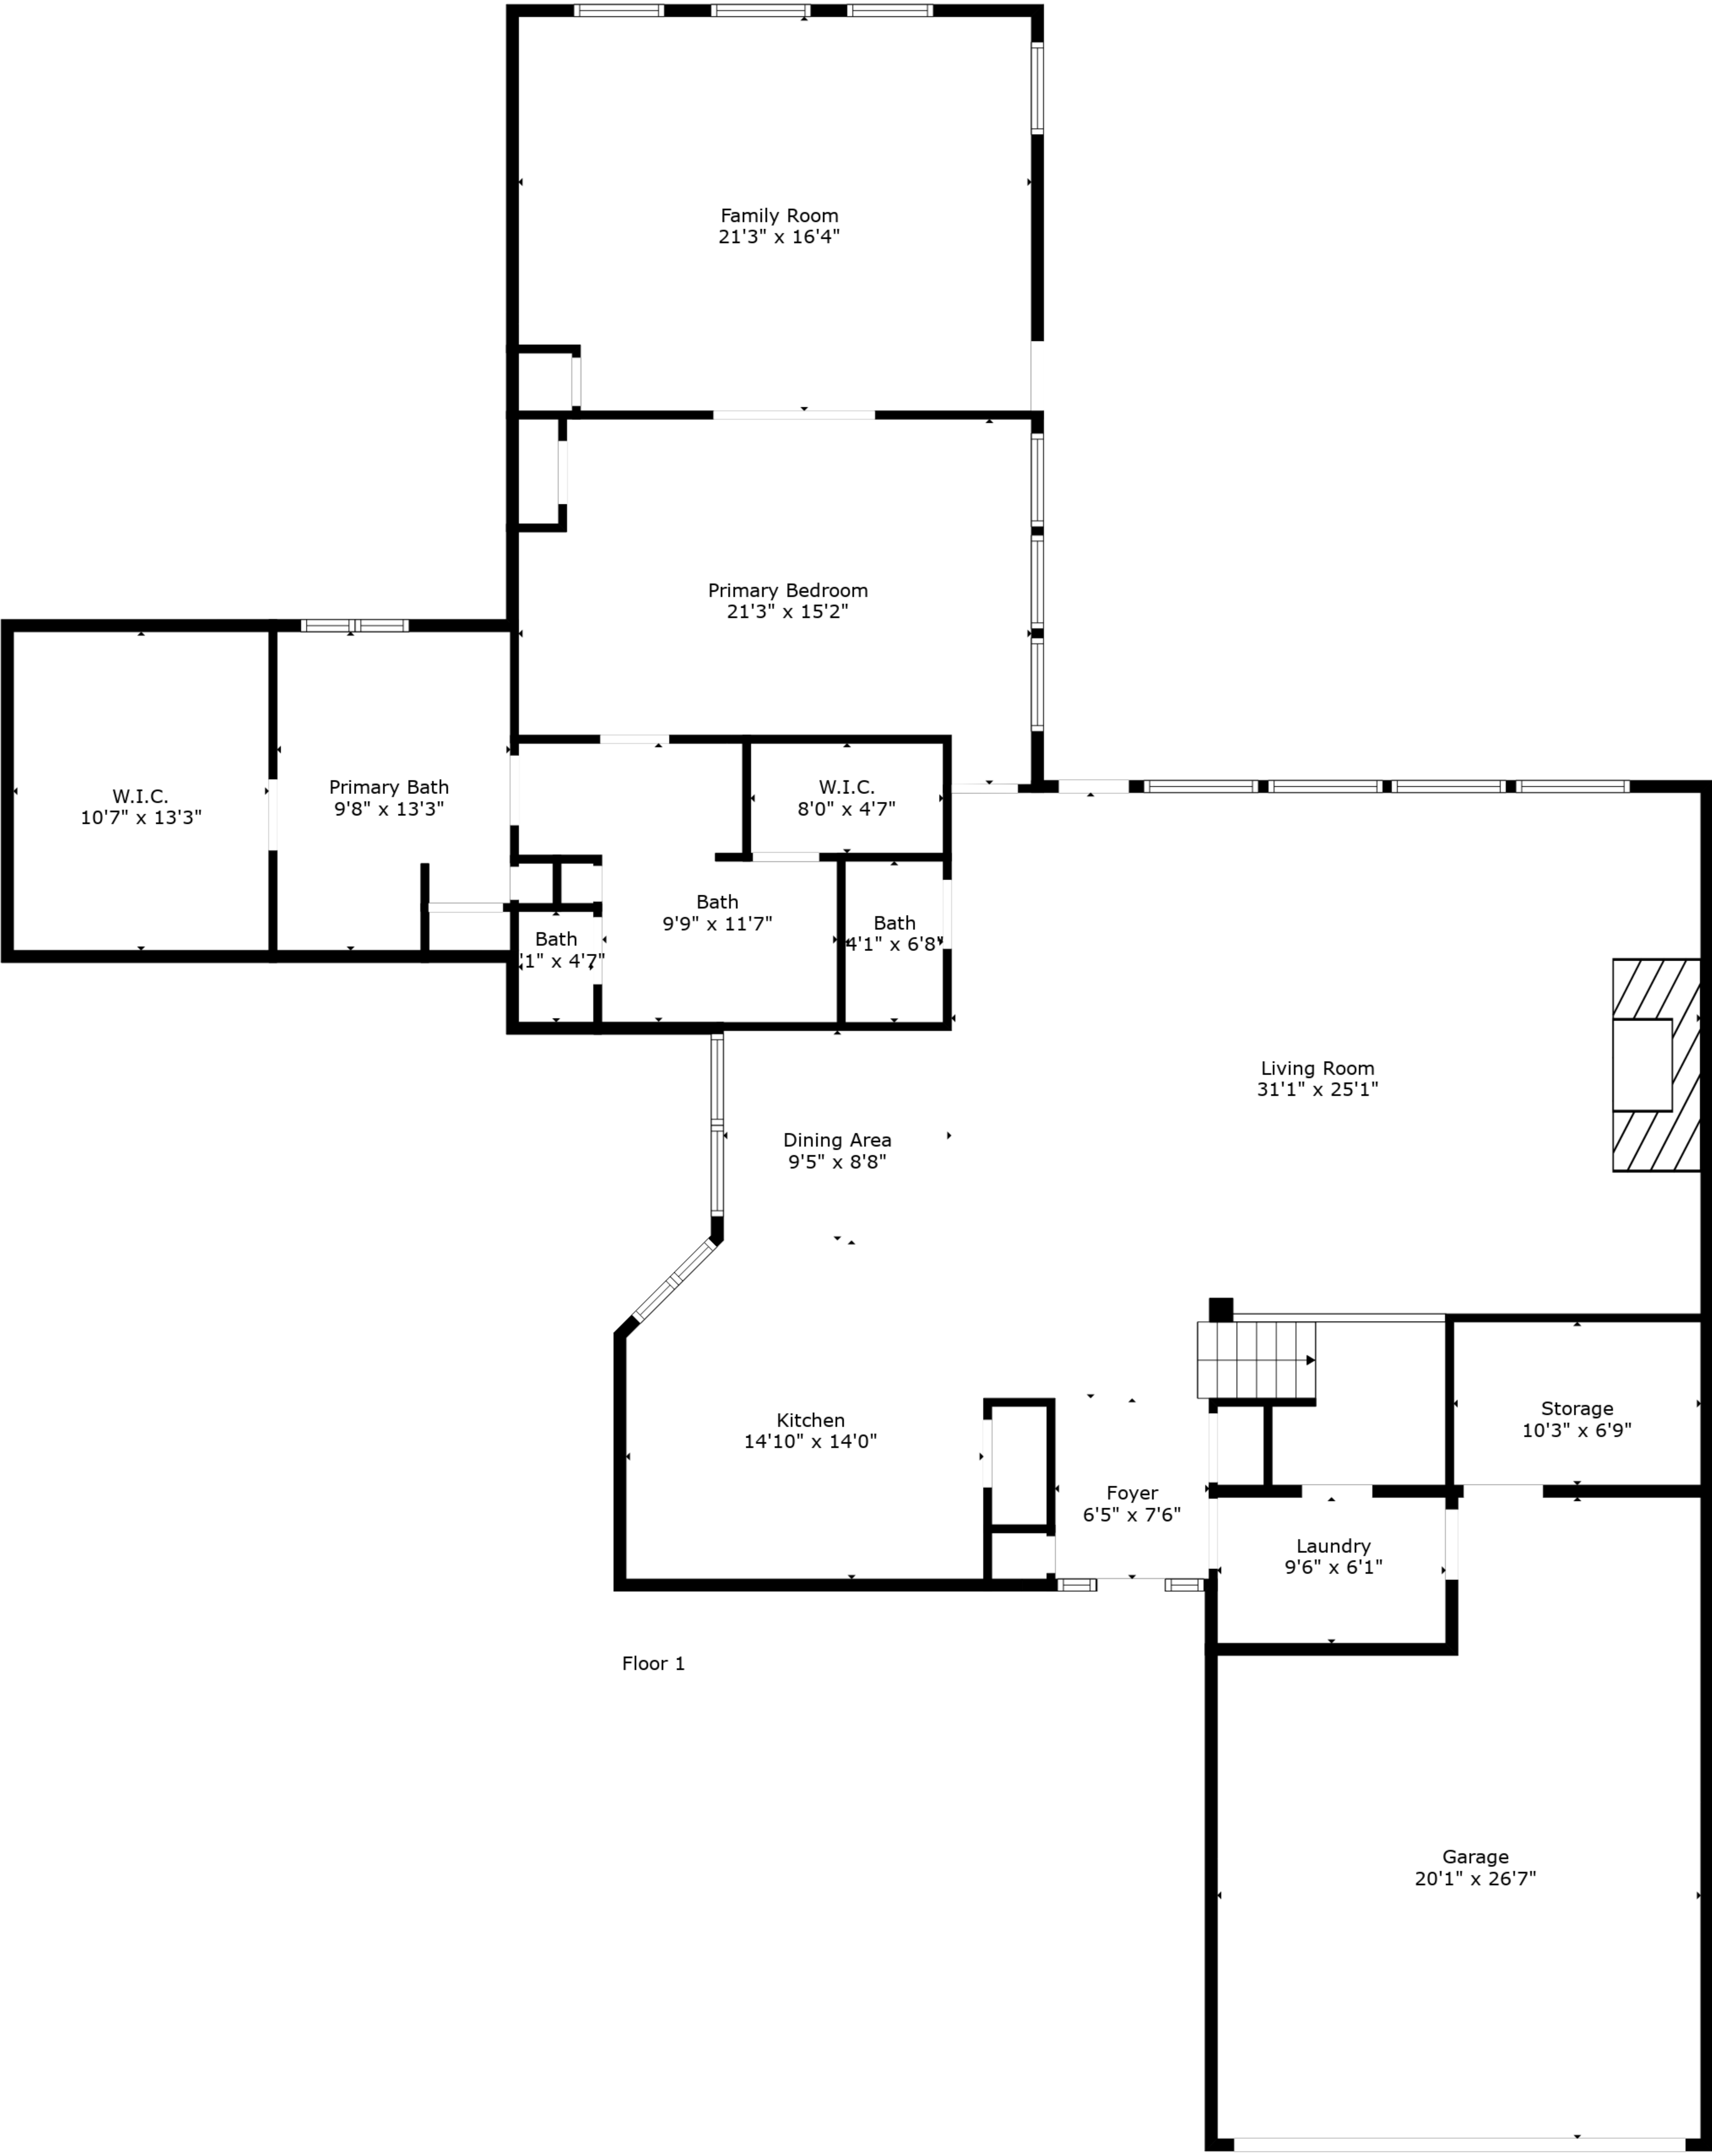 Family Room
21'3" x 16'4"
Primary Bedroom
21'3" x 15'2"
W.I.C.
10'7" x 13'3"
Primary Bath
9'8" x 13'3"
W.I.C.
8'0" x 4'7"
Bath
9'9" x 11'7"
Bath
4'1" x 6'8"
Bath
'1" x 4'7"
Living Room
31'1" x 25'1"
Dining Area
9'5" x 8'8"
Kitchen
14'10" x 14'0"
Storage
10'3" x 6'9"
Foyer
6'5" x 7'6"
Laundry
9'6" x 6'1"
Floor 1
Garage
20'1" x 26'7"